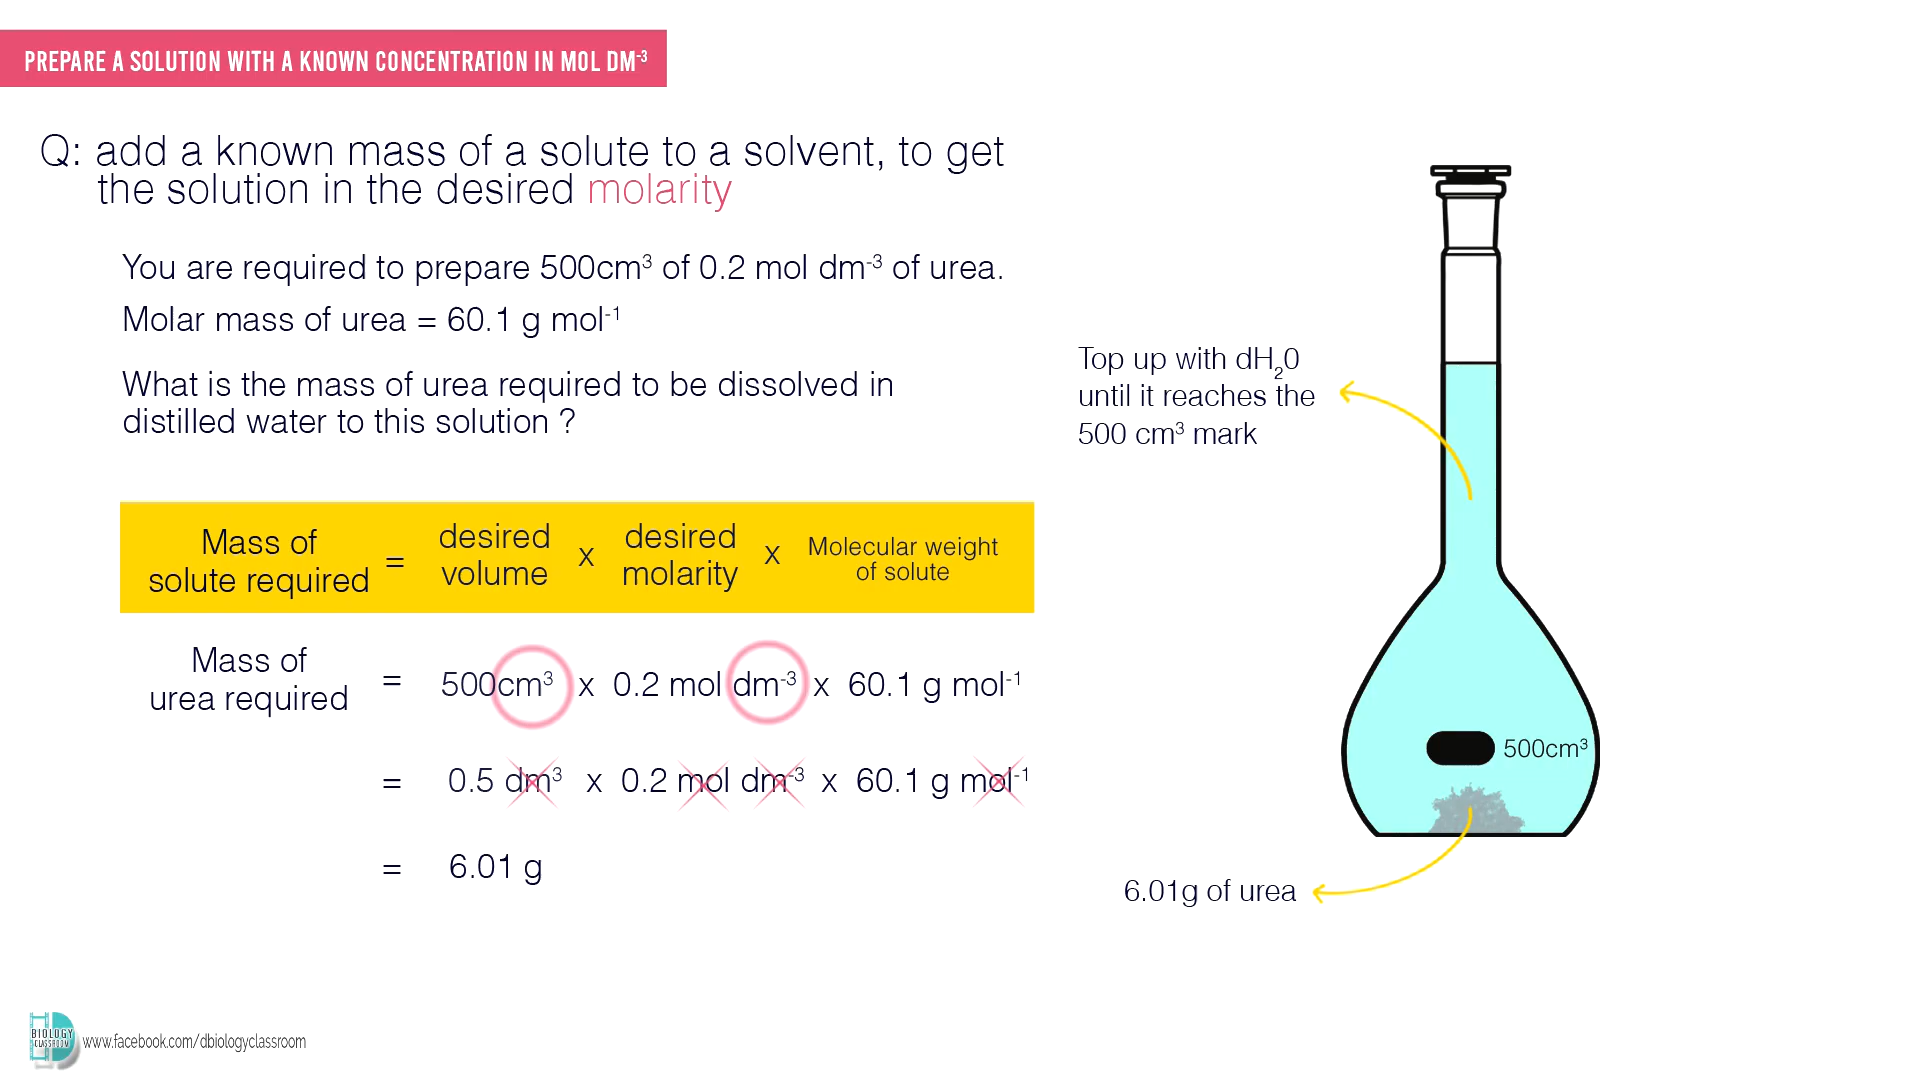 PREPARE A SOLUTION WITH A KNOWN CONCENTRATION IN MOL DM⁻³
Q: add a known mass of a solute to a solvent, to get
the solution in the desired molarity
You are required to prepare 500cm³ of 0.2 mol dm⁻³ of urea.
Molar mass of urea = 60.1 g mol⁻¹
What is the mass of urea required to be dissolved in
distilled water to this solution ?
Mass of
solute required
=
desired
volume
x
desired
molarity
x
Molecular weight
of solute
Mass of
urea required
= 500cm³ x 0.2 mol dm⁻³ x 60.1 g mol⁻¹
= 0.5 dm³ x 0.2 mol dm⁻³ x 60.1 g mol⁻¹
= 6.01 g
Top up with dH₂0
until it reaches the
500 cm³ mark
500cm³
6.01g of urea
BIOLOGY
CLASSROOM
www.facebook.com/dbiologyclassroom